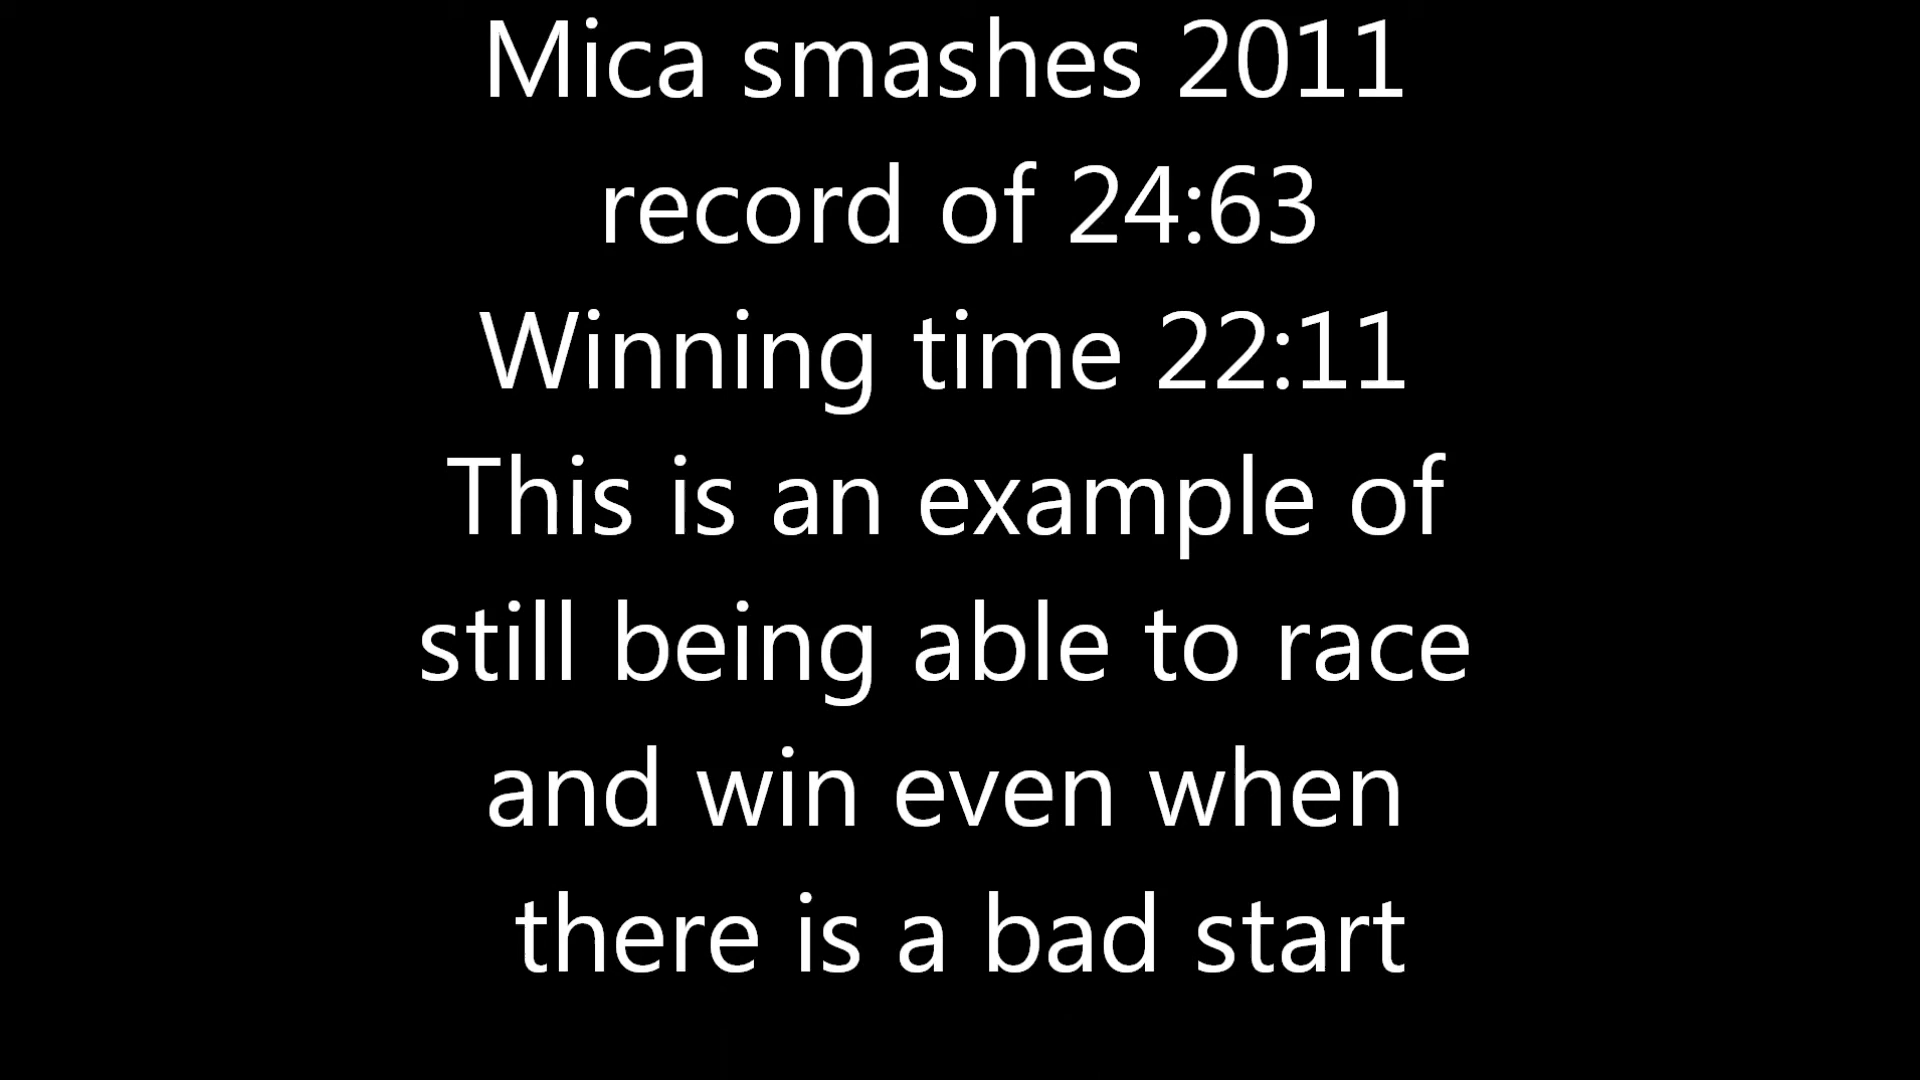 Mica smashes 2011
record of 24:63
Winning time 22:11
This is an example of
still being able to race
and win even when
there is a bad start